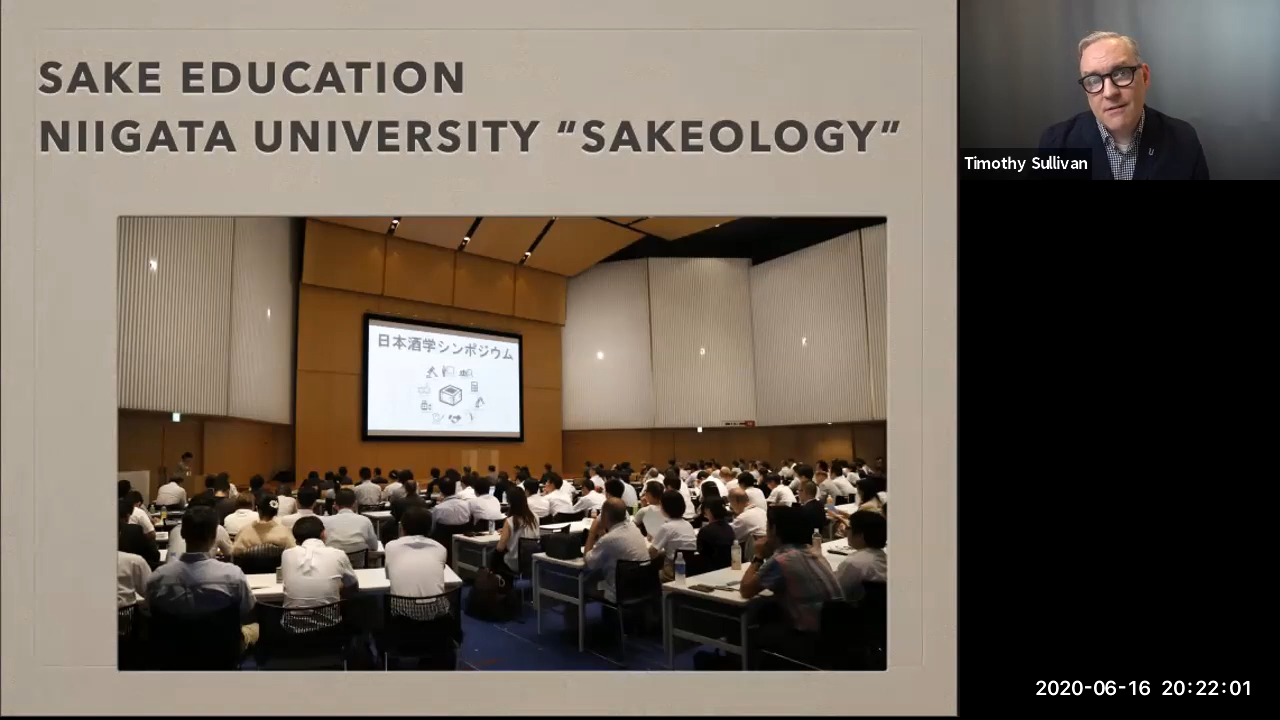 SAKE EDUCATION
NIIGATA UNIVERSITY “SAKEOLOGY”
日本酒学シンポジウム
Timothy Sullivan
2020-06-16 20:22:01